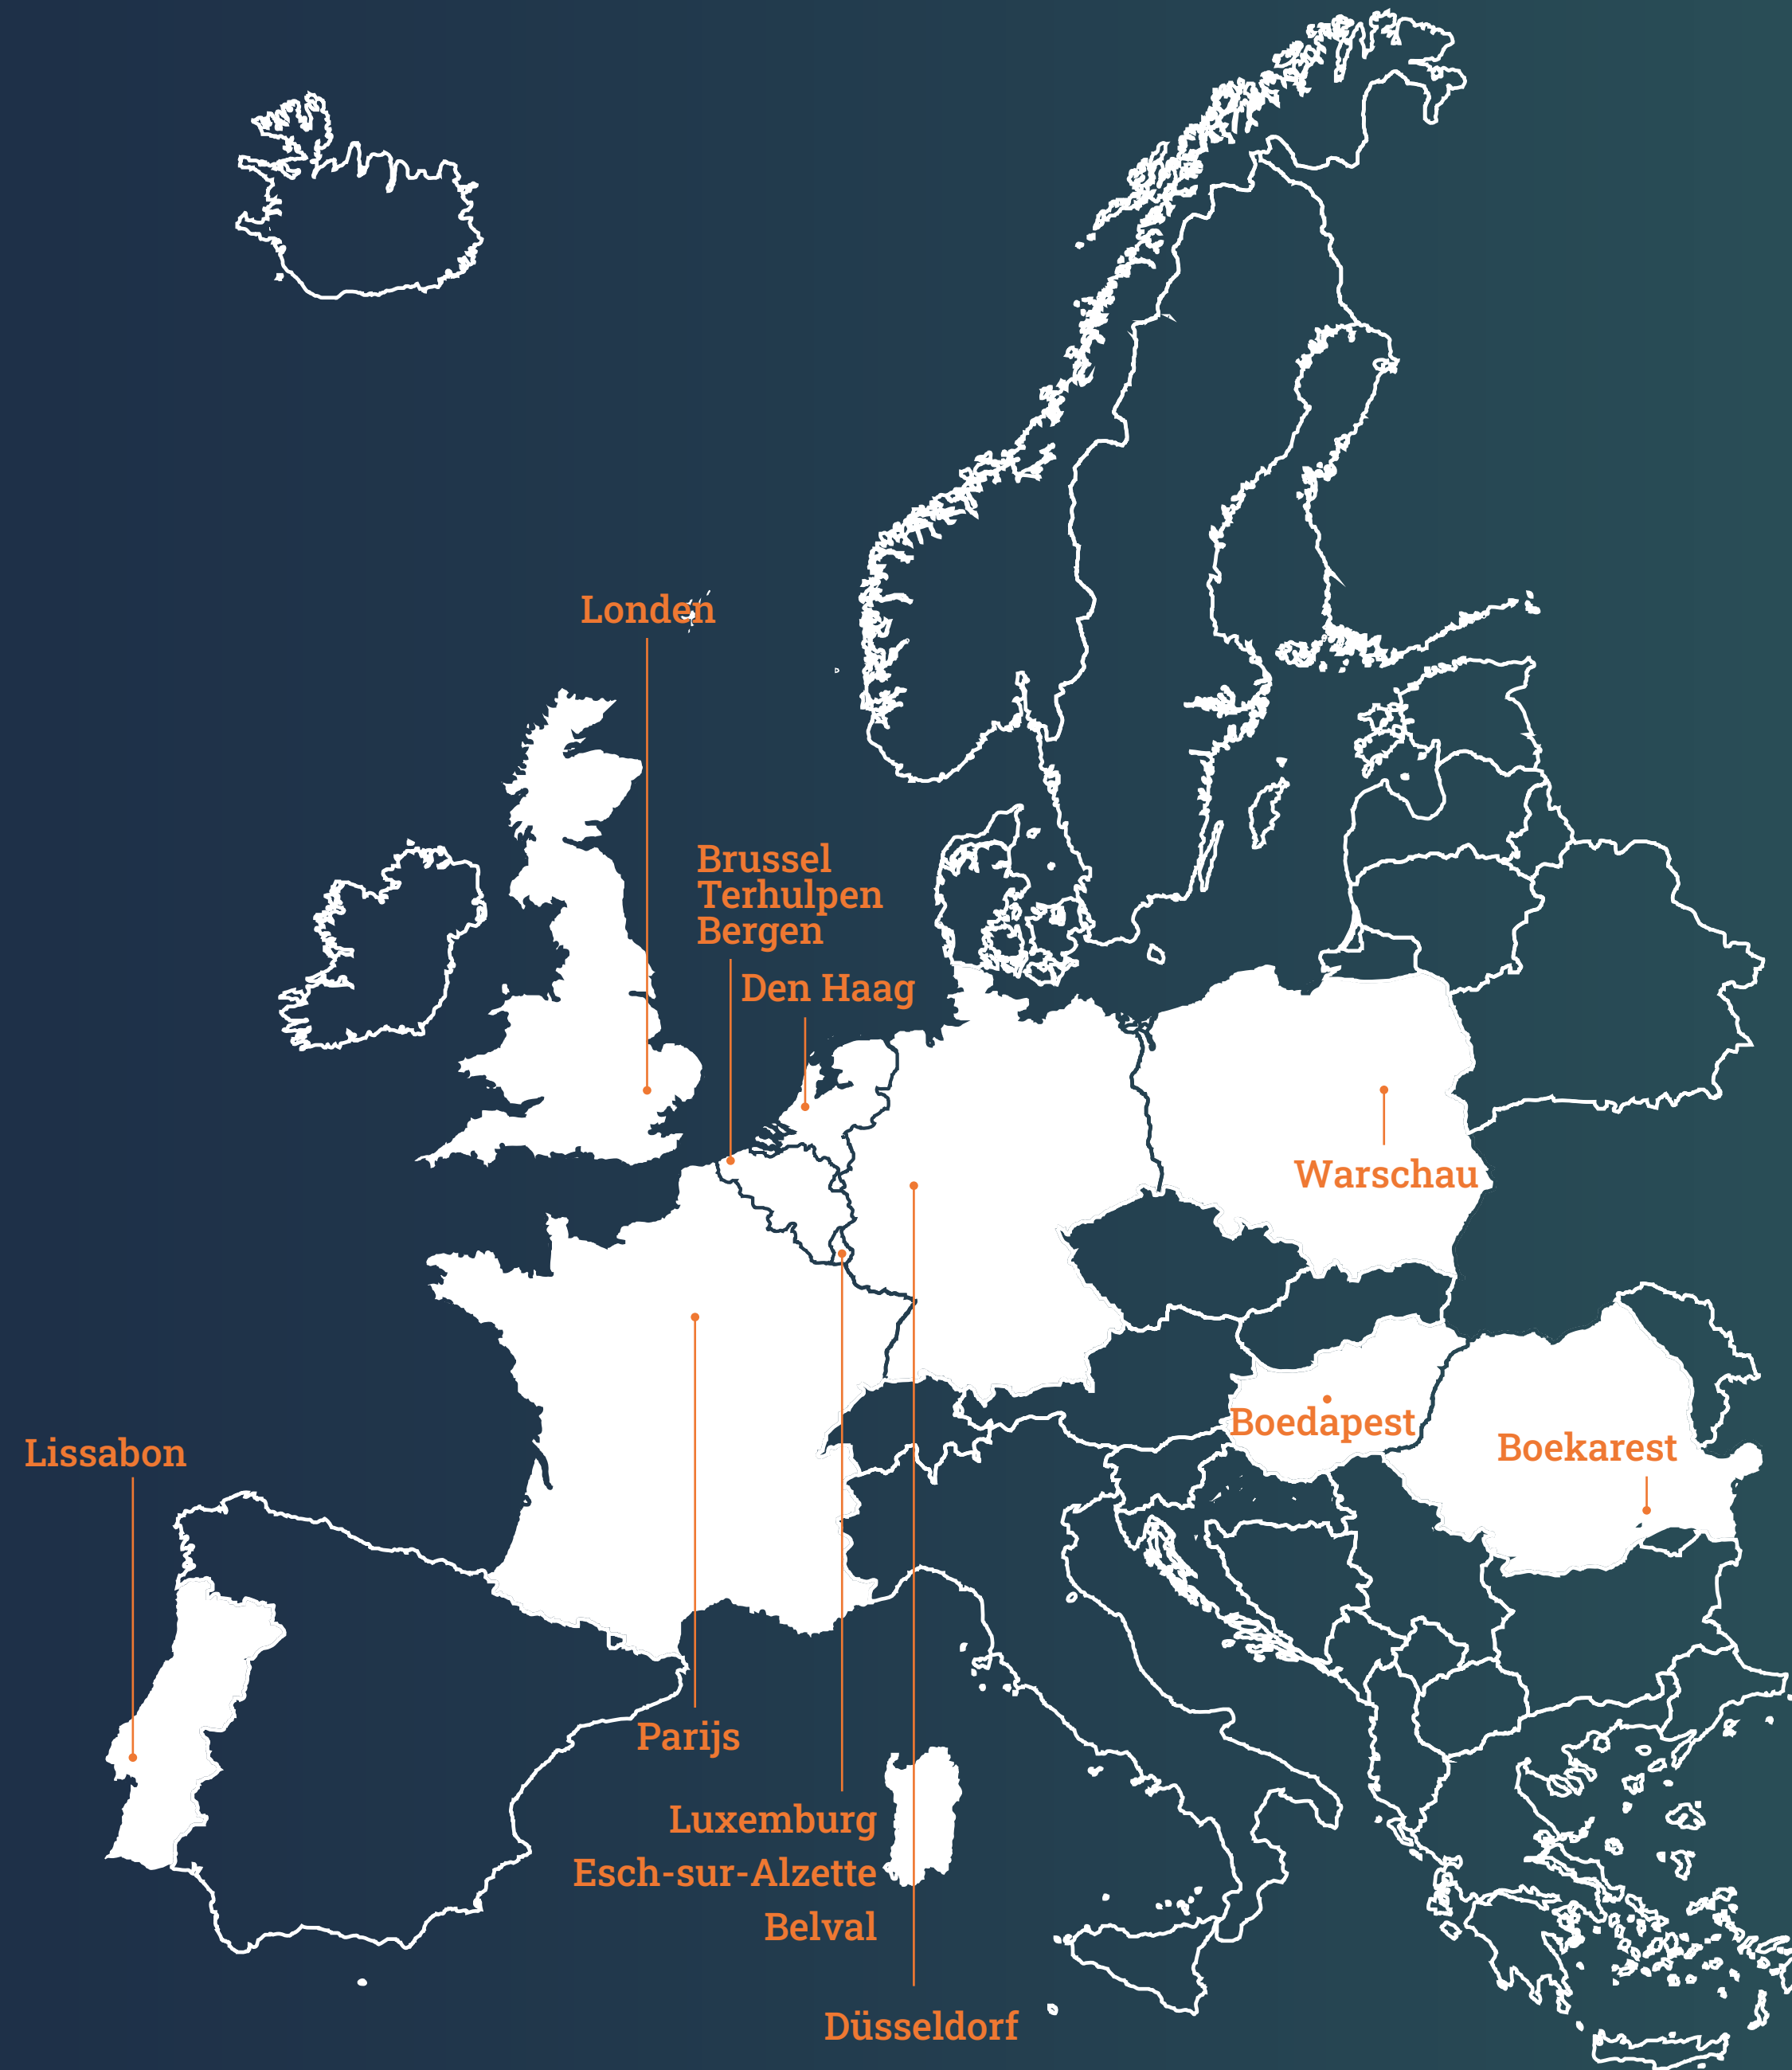 Londen
Brussel
Terhulpen
Bergen
Den Haag
Warschau
Boedapest
Boekarest
Lissabon
Parijs
Luxemburg
Esch-sur-Alzette
Belval
Düsseldorf